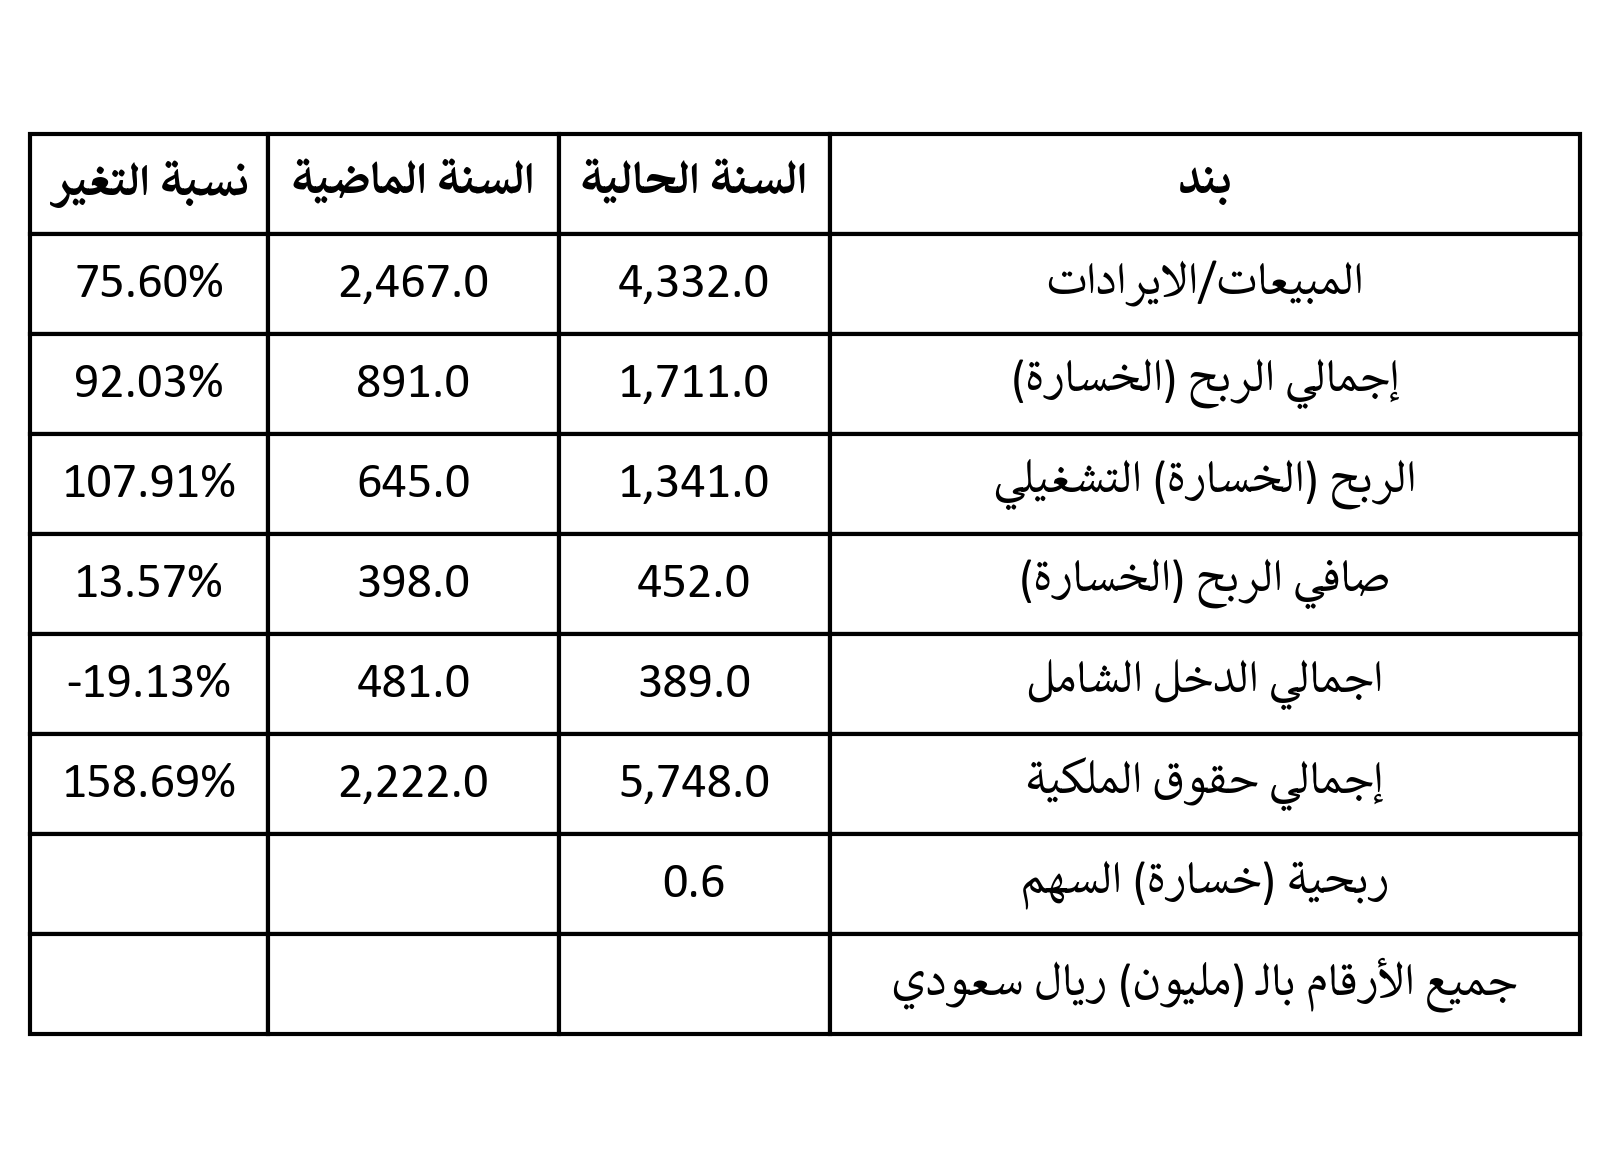 بند السنة الحالية السنة الماضية نسبة التغير
المبيعات/الايرادات 4,332.0 2,467.0 75.60%
إجمالي الربح (الخسارة) 1,711.0 891.0 92.03%
الربح (الخسارة) التشغيلي 1,341.0 645.0 107.91%
صافي الربح (الخسارة) 452.0 398.0 13.57%
اجمالي الدخل الشامل 389.0 481.0 -19.13%
إجمالي حقوق الملكية 5,748.0 2,222.0 158.69%
ربحية (خسارة) السهم 0.6
جميع الأرقام بالـ (مليون) ريال سعودي